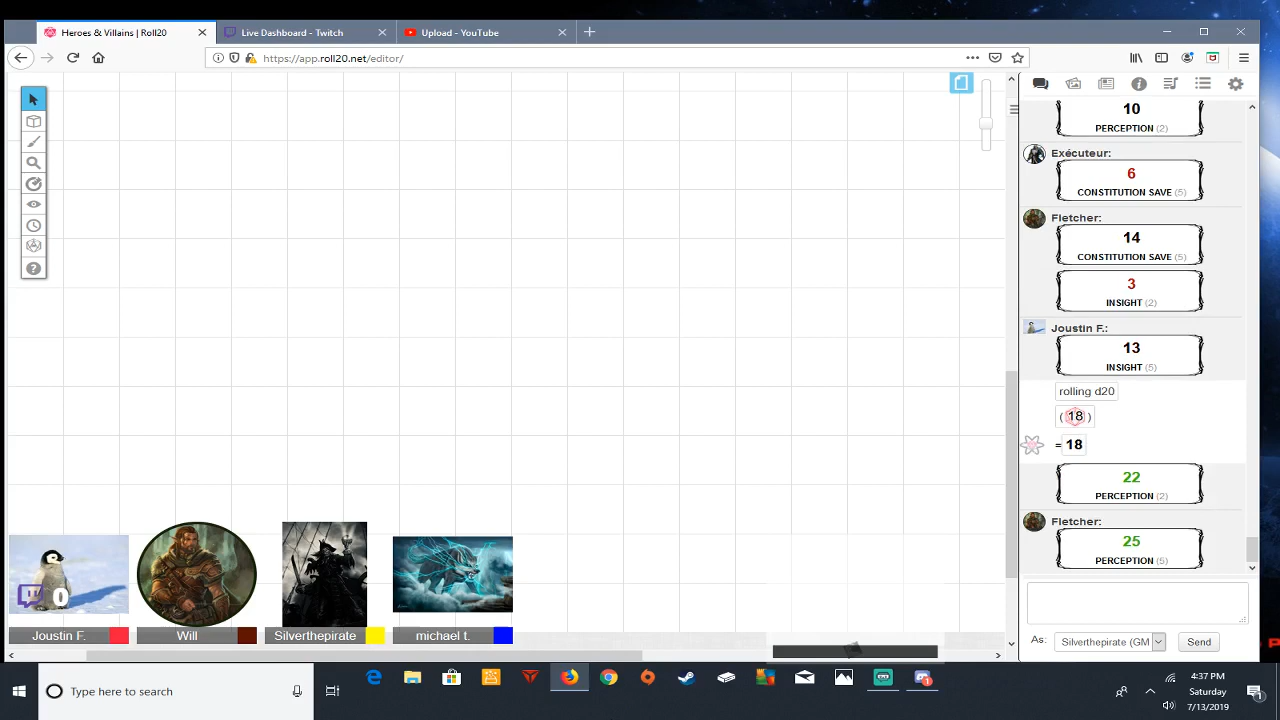 Heroes & Villains | Roll20
Live Dashboard - Twitch
Upload - YouTube
https://app.roll20.net/editor/
10
PERCEPTION (2)
Exécuteur:
6
CONSTITUTION SAVE (5)
Fletcher:
14
CONSTITUTION SAVE (5)
3
INSIGHT (2)
Joustin F.:
13
INSIGHT (5)
rolling d20
(18)
=18
22
PERCEPTION (2)
Fletcher:
25
PERCEPTION (5)
0
Joustin F.
Will
Silverthepirate
michael t.
As:
Silverthepirate (GM
Send
Type here to search
4:37 PM
Saturday
7/13/2019